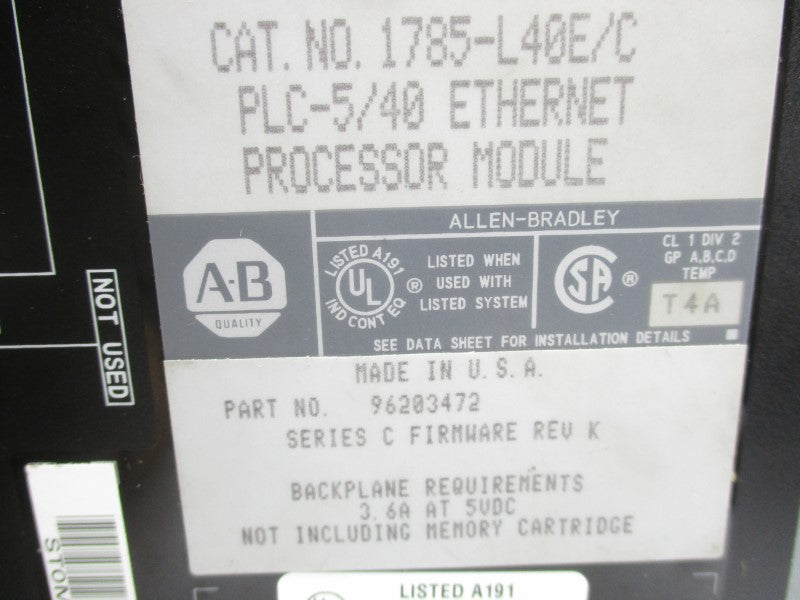 CAT. NO. 1785-L40E/C
PLC-5/40 ETHERNET
PROCESSOR MODULE
ALLEN-BRADLEY
A-B
QUALITY
LISTED A191
UL
®
IND CONT EQ
LISTED WHEN
USED WITH
LISTED SYSTEM
SA
®
CL 1 DIV 2
GP A,B,C,D
TEMP
T4A
SEE DATA SHEET FOR INSTALLATION DETAILS
MADE IN U.S.A.
PART NO. 96203472
SERIES C FIRMWARE REV K
BACKPLANE REQUIREMENTS
3.6A AT 5VDC
NOT INCLUDING MEMORY CARTRIDGE
NOT USED
LISTED A191